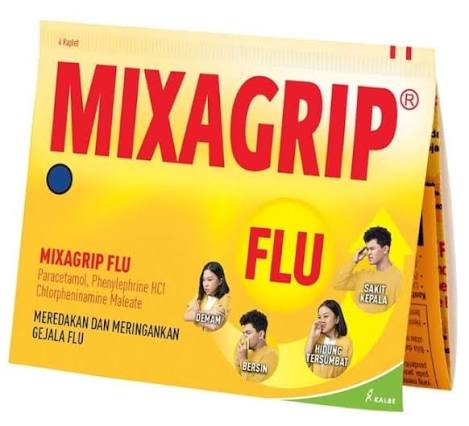 4 Kaplet
MIXAGRIP®
MIXAGRIP FLU
Paracetamol, Phenylephrine HCl
Chlorpheninamine Maleate
MEREDAKAN DAN MERINGANKAN
GEJALA FLU
FLU
DEMAM
BERSIN
HIDUNG
TERSUMBAT
SAKIT
KEPALA
KALBE